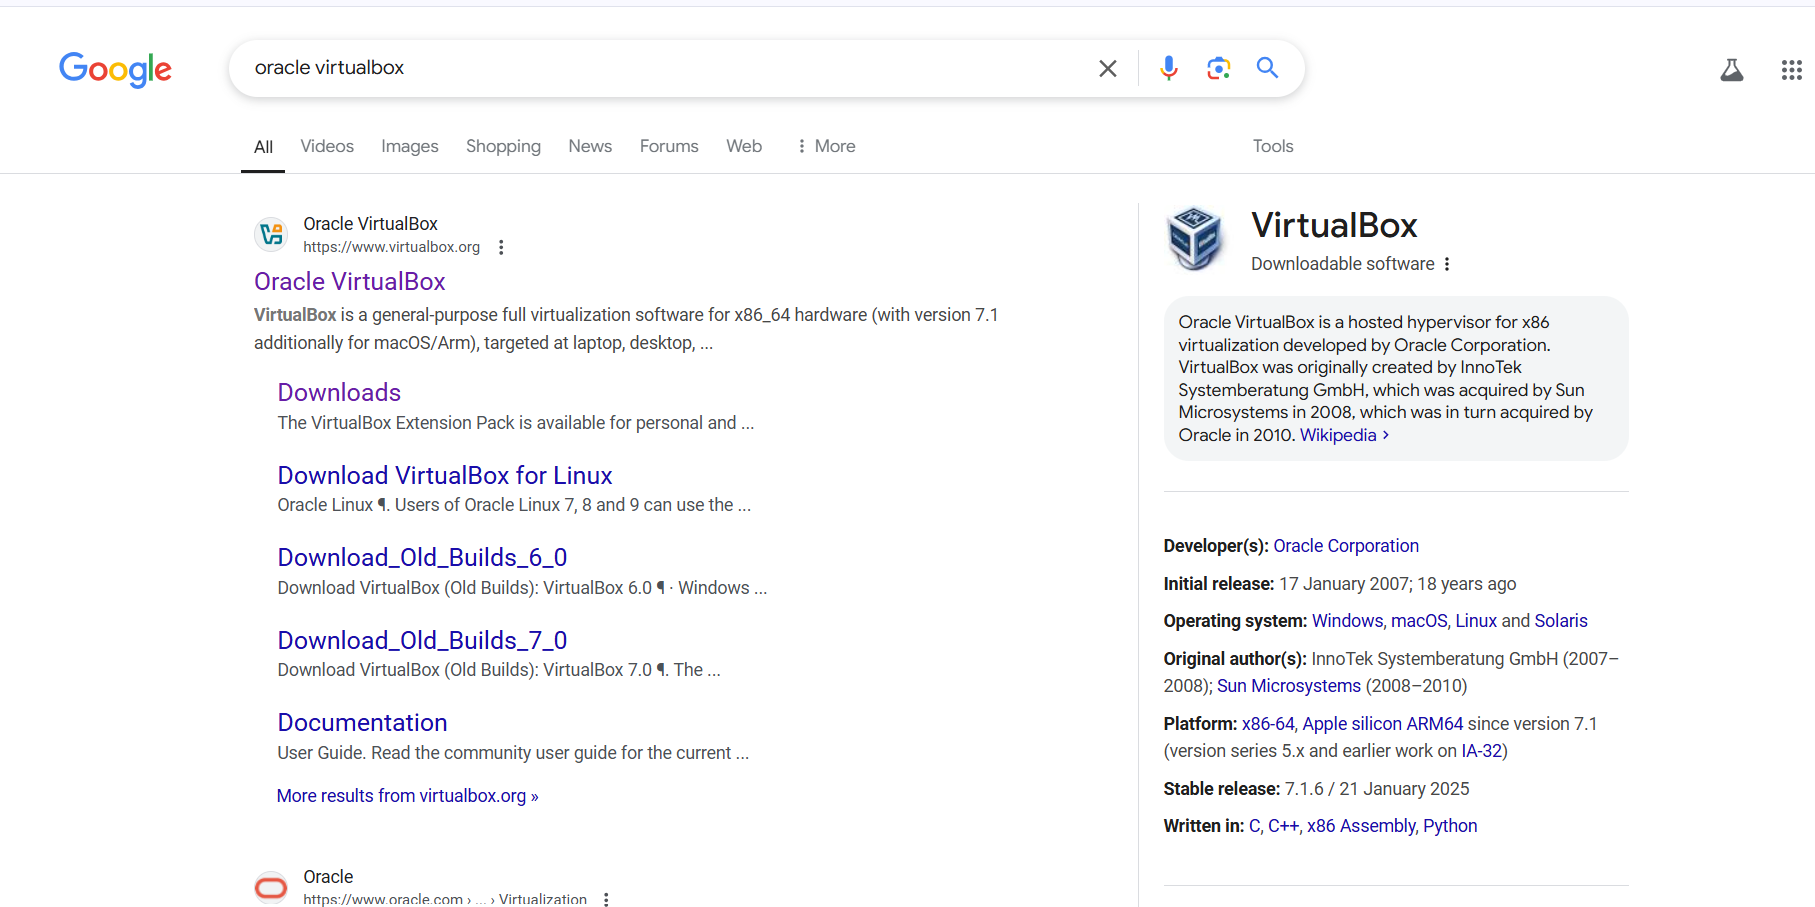 Google
oracle virtualbox
All
Videos
Images
Shopping
News
Forums
Web
More
Tools
Oracle VirtualBox
https://www.virtualbox.org
Oracle VirtualBox
VirtualBox is a general-purpose full virtualization software for x86_64 hardware (with version 7.1
additionally for macOS/Arm), targeted at laptop, desktop, ...
Downloads
The VirtualBox Extension Pack is available for personal and ...
Download VirtualBox for Linux
Oracle Linux ¶. Users of Oracle Linux 7, 8 and 9 can use the ...
Download_Old_Builds_6_0
Download VirtualBox (Old Builds): VirtualBox 6.0 ¶ · Windows ...
Download_Old_Builds_7_0
Download VirtualBox (Old Builds): VirtualBox 7.0 ¶. The ...
Documentation
User Guide. Read the community user guide for the current ...
More results from virtualbox.org »
Oracle
https://www.oracle.com › ... › Virtualization
VirtualBox
Downloadable software
Oracle VirtualBox is a hosted hypervisor for x86
virtualization developed by Oracle Corporation.
VirtualBox was originally created by InnoTek
Systemberatung GmbH, which was acquired by Sun
Microsystems in 2008, which was in turn acquired by
Oracle in 2010. Wikipedia ›
Developer(s): Oracle Corporation
Initial release: 17 January 2007; 18 years ago
Operating system: Windows, macOS, Linux and Solaris
Original author(s): InnoTek Systemberatung GmbH (2007–
2008); Sun Microsystems (2008–2010)
Platform: x86-64, Apple silicon ARM64 since version 7.1
(version series 5.x and earlier work on IA-32)
Stable release: 7.1.6 / 21 January 2025
Written in: C, C++, x86 Assembly, Python